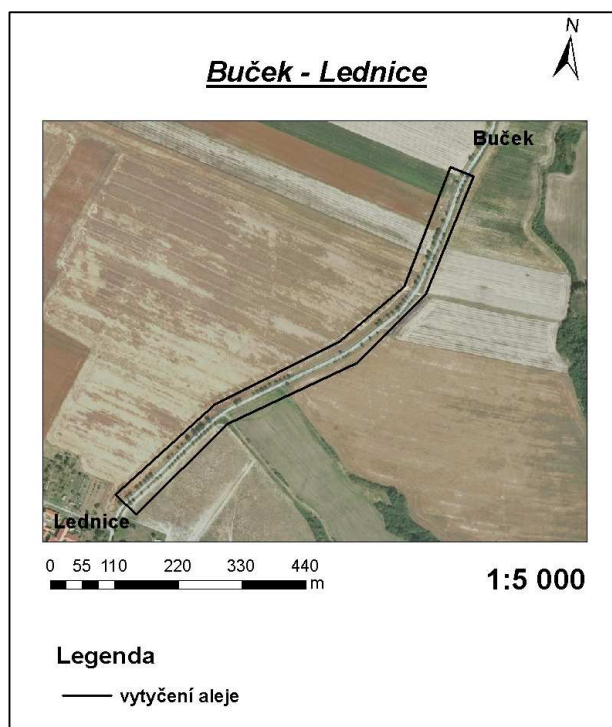 N
Buček - Lednice
Buček
Lednice
0 55 110 220 330 440
m
1:5 000
Legenda
vytyčení aleje